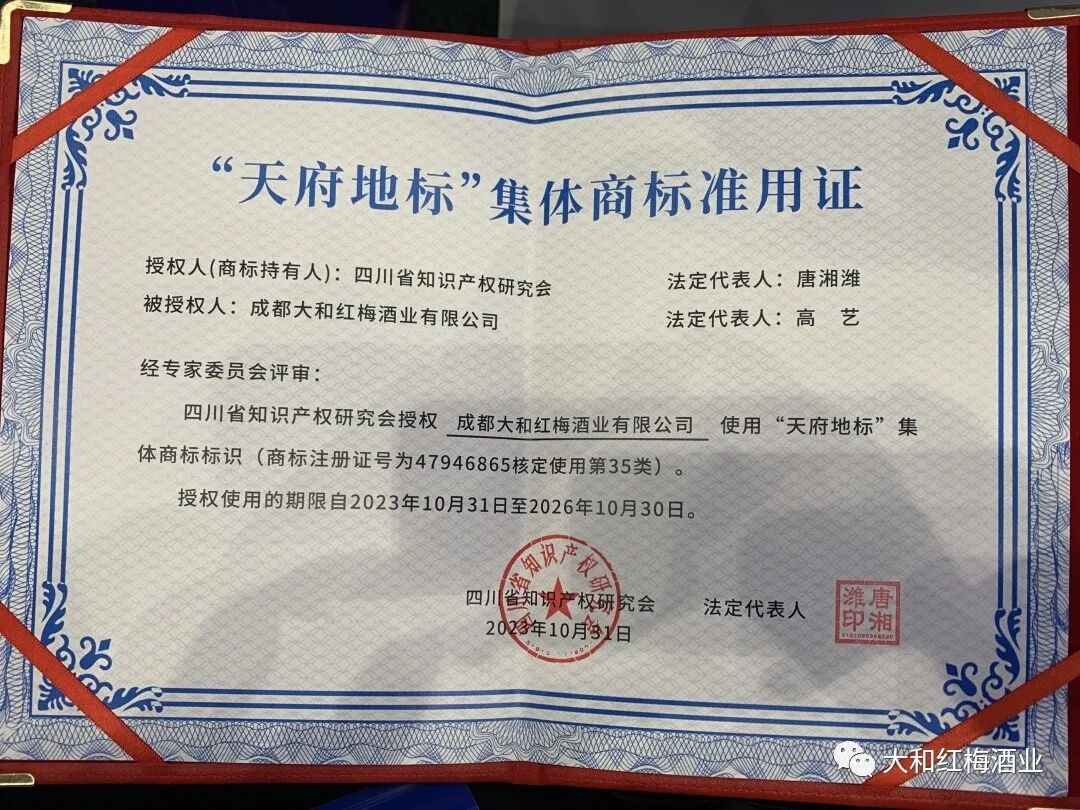 “天府地标”集体商标准用证
授权人(商标持有人)：四川省知识产权研究会 法定代表人：唐湘潍
被授权人：成都大和红梅酒业有限公司 法定代表人：高 艺
经专家委员会评审：
四川省知识产权研究会授权 成都大和红梅酒业有限公司 使用“天府地标”集
体商标标识（商标注册证号为47946865核定使用第35类）。
授权使用的期限自2023年10月31日至2026年10月30日。
四川省知识产权研究会
四川省知识产权研究会 法定代表人
2023年10月31日
唐湘
潍印
大和红梅酒业